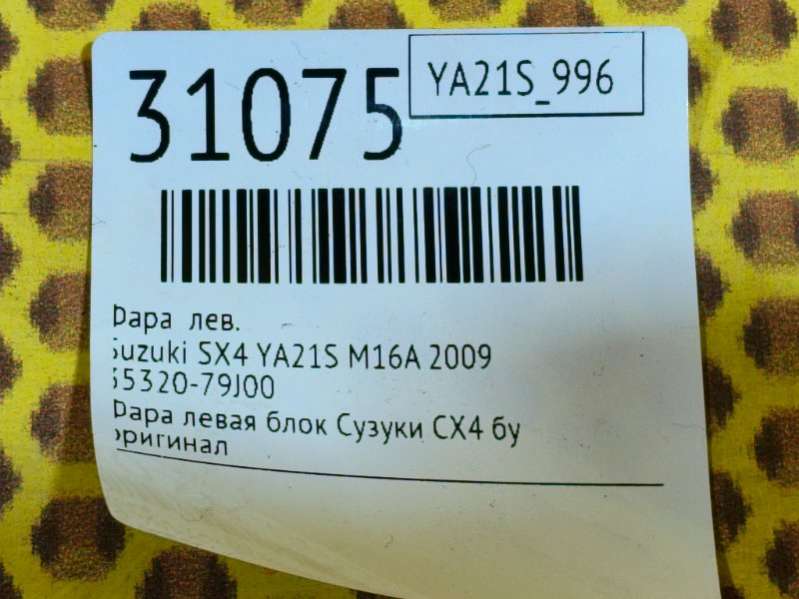 31075
YA21S_996
Фара лев.
Suzuki SX4 YA21S M16A 2009
35320-79J00
Фара левая блок Сузуки СХ4 бу
оригинал